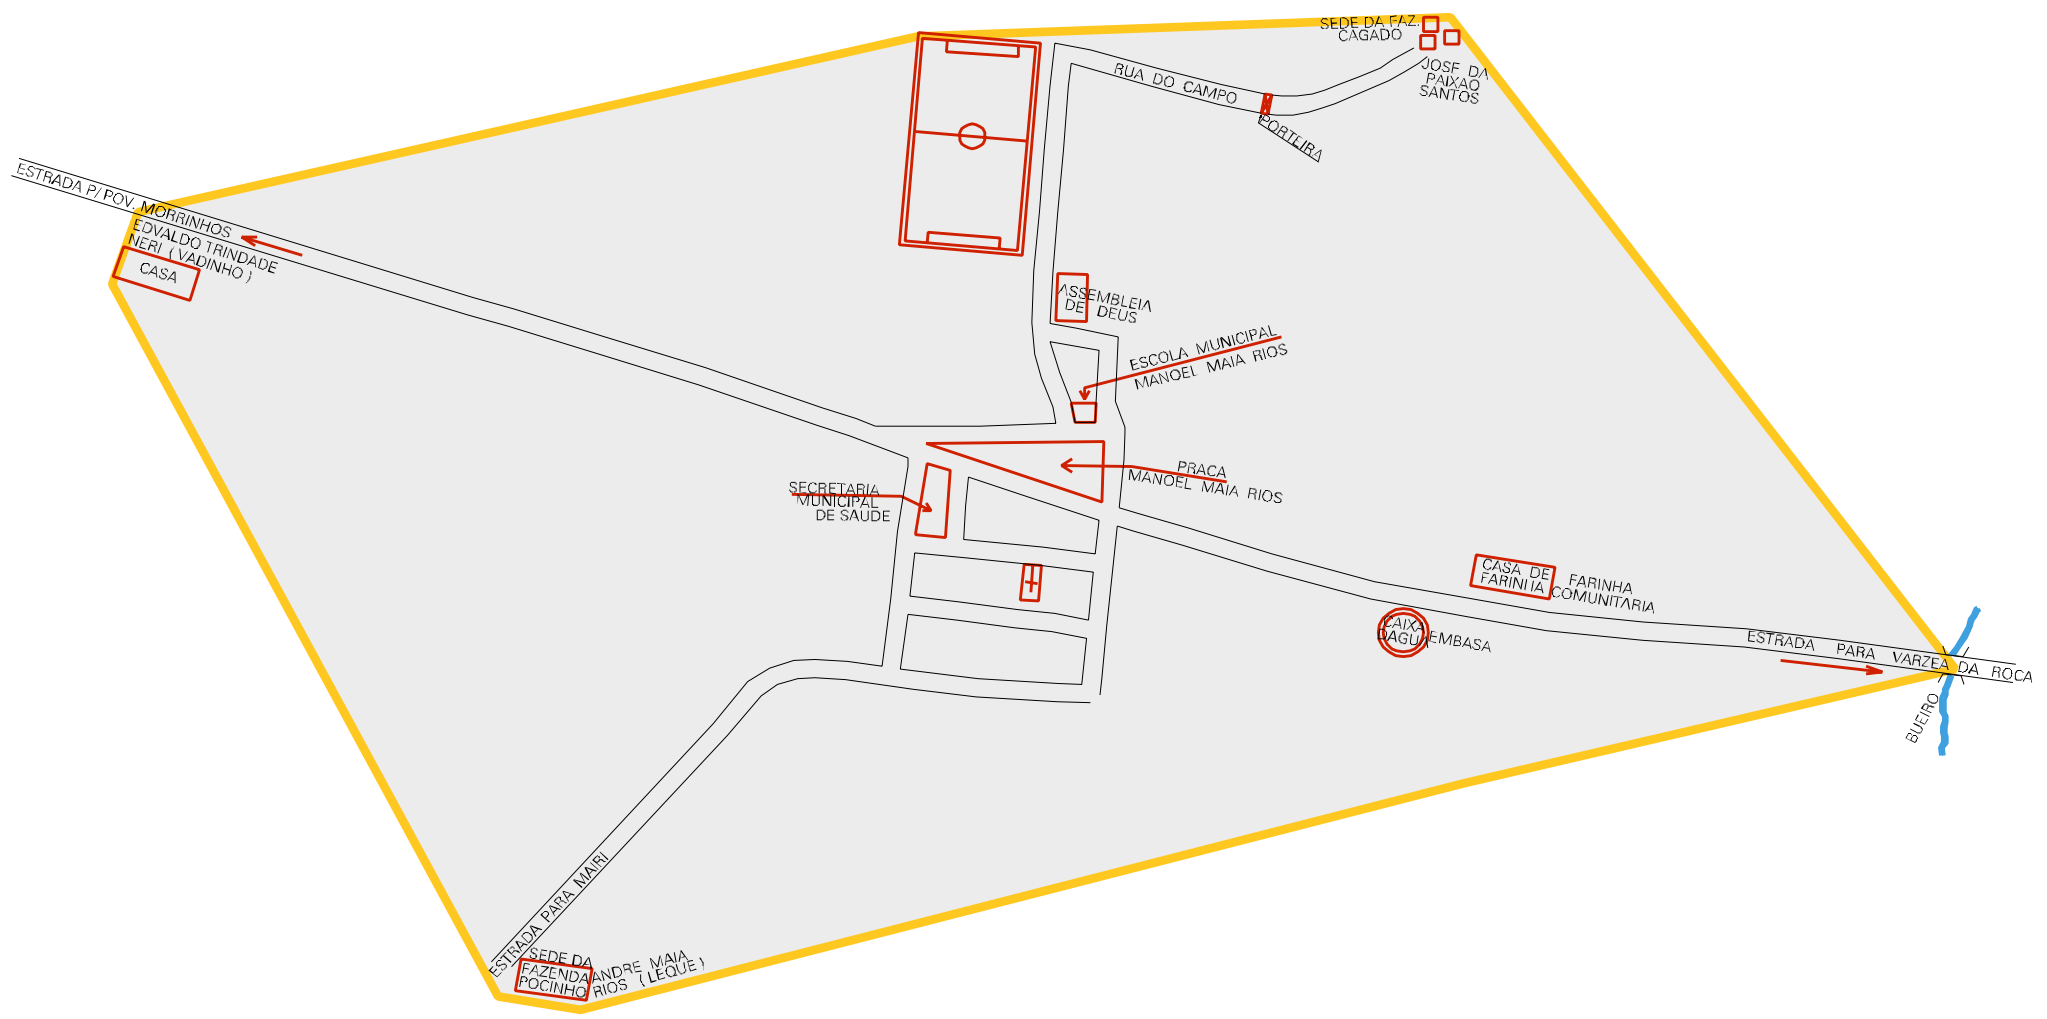 SEDE DA FAZ.
CAGADO
JOSF DA
PAIXAO
SANTOS
RUA DO CAMPO
PORTEIRA
ESTRADA P/ POV. MORRINHOS
EDVALDO TRINDADE
NERI ( VADINHO )
CASA
ASSEMBLEIA
DE DEUS
ESCOLA MUNICIPAL
MANOEL MAIA RIOS
PRACA
MANOEL MAIA RIOS
SECRETARIA
MUNICIPAL
DE SAUDE
CASA DE
FARINHA
FARINHA
COMUNITARIA
CAIXA
DAGUA
EMBASA
ESTRADA PARA VARZEA DA ROCA
BUEIRO
ESTRADA PARA MAIRI
SEDE DA
FAZENDA
POCINHO
ANDRE MAIA
RIOS ( LEQUE )